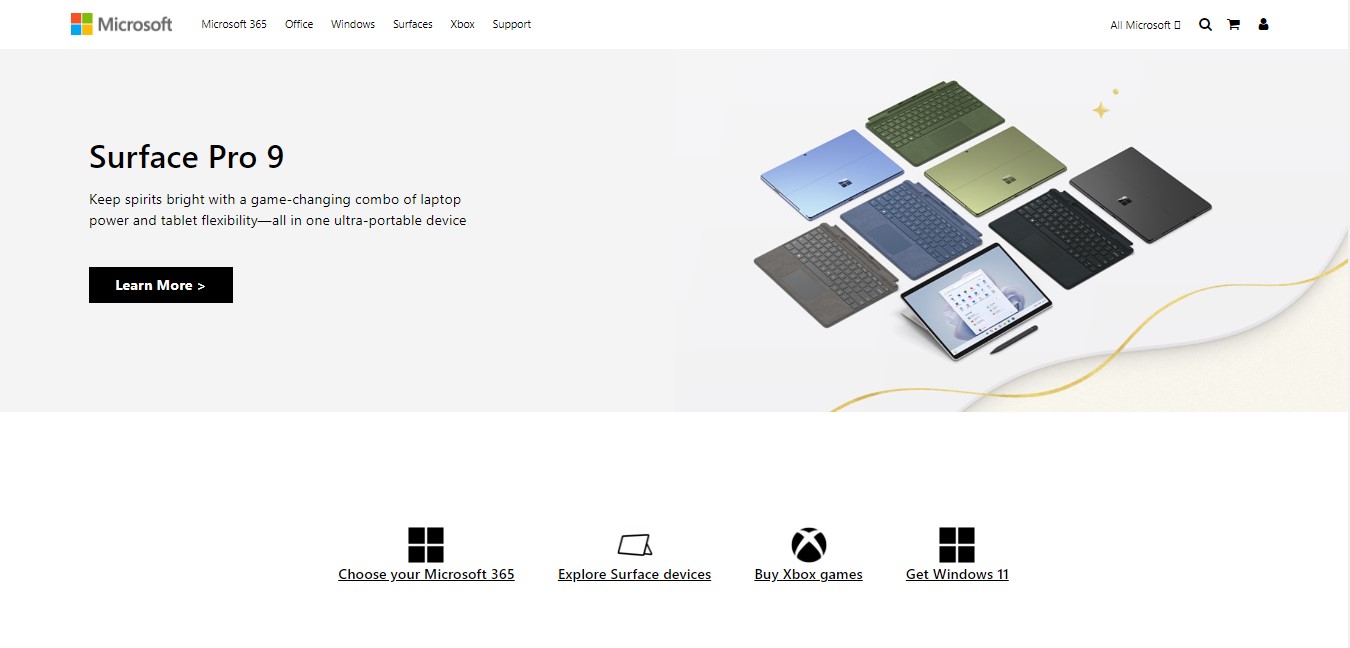 Microsoft
Microsoft 365 Office Windows Surfaces Xbox Support
All Microsoft
Surface Pro 9
Keep spirits bright with a game-changing combo of laptop
power and tablet flexibility—all in one ultra-portable device
Learn More >
Choose your Microsoft 365
Explore Surface devices
Buy Xbox games
Get Windows 11